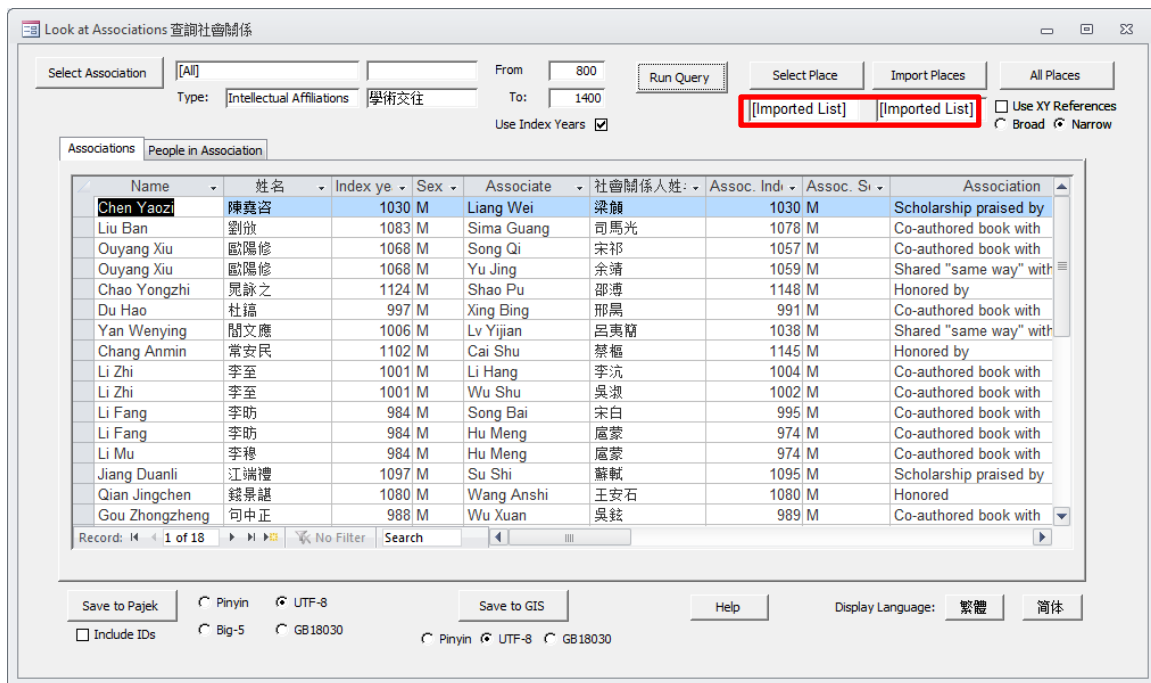 Look at Associations 查詢社會關係
Select Association [All] From 800 Run Query Select Place Import Places All Places
Type: Intellectual Affiliations 學術交往 To: 1400 [Imported List] [Imported List] Use XY References
Use Index Years Broad Narrow
Associations People in Association
Name 姓名 Index ye Sex Associate 社會關係人姓 Assoc. Ind Assoc. S Association
Chen Yaozi 陳堯咨 1030 M Liang Wei 梁顏 1030 M Scholarship praised by
Liu Ban 劉攽 1083 M Sima Guang 司馬光 1078 M Co-authored book with
Ouyang Xiu 歐陽修 1068 M Song Qi 宋祁 1057 M Co-authored book with
Ouyang Xiu 歐陽修 1068 M Yu Jing 余靖 1059 M Shared "same way" with
Chao Yongzhi 晁詠之 1124 M Shao Pu 邵溥 1148 M Honored by
Du Hao 杜鎬 997 M Xing Bing 邢昺 991 M Co-authored book with
Yan Wenying 閻文應 1006 M Lv Yijian 呂夷簡 1038 M Shared "same way" with
Chang Anmin 常安民 1102 M Cai Shu 蔡樞 1145 M Honored by
Li Zhi 李至 1001 M Li Hang 李沆 1004 M Co-authored book with
Li Zhi 李至 1001 M Wu Shu 吳淑 1002 M Co-authored book with
Li Fang 李昉 984 M Song Bai 宋白 995 M Co-authored book with
Li Fang 李昉 984 M Hu Meng 扈蒙 974 M Co-authored book with
Li Mu 李穆 984 M Hu Meng 扈蒙 974 M Co-authored book with
Jiang Duanli 江端禮 1097 M Su Shi 蘇軾 1095 M Scholarship praised by
Qian Jingchen 錢景諶 1080 M Wang Anshi 王安石 1080 M Honored
Gou Zhongzheng 句中正 988 M Wu Xuan 吳鉉 989 M Co-authored book with
Record: 1 of 18 No Filter Search
Save to Pajek Pinyin UTF-8 Save to GIS Help Display Language: 繁體 简体
Include IDs Big-5 GB18030 Pinyin UTF-8 GB18030